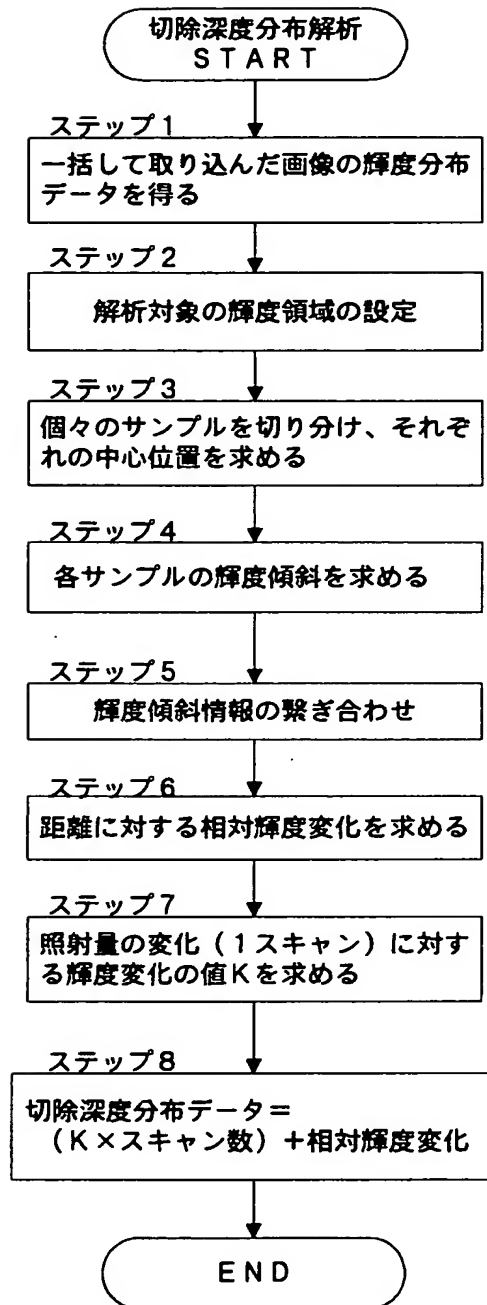 切除深度分布解析
START
ステップ1
一括して取り込んだ画像の輝度分布
データを得る
ステップ2
解析対象の輝度領域の設定
ステップ3
個々のサンプルを切り分け、それぞ
れの中心位置を求める
ステップ4
各サンプルの輝度傾斜を求める
ステップ5
輝度傾斜情報の繋ぎ合わせ
ステップ6
距離に対する相対輝度変化を求める
ステップ7
照射量の変化(1スキャン)に対す
る輝度変化の値Kを求める
ステップ8
切除深度分布データ=
(K×スキャン数)+相対輝度変化
END